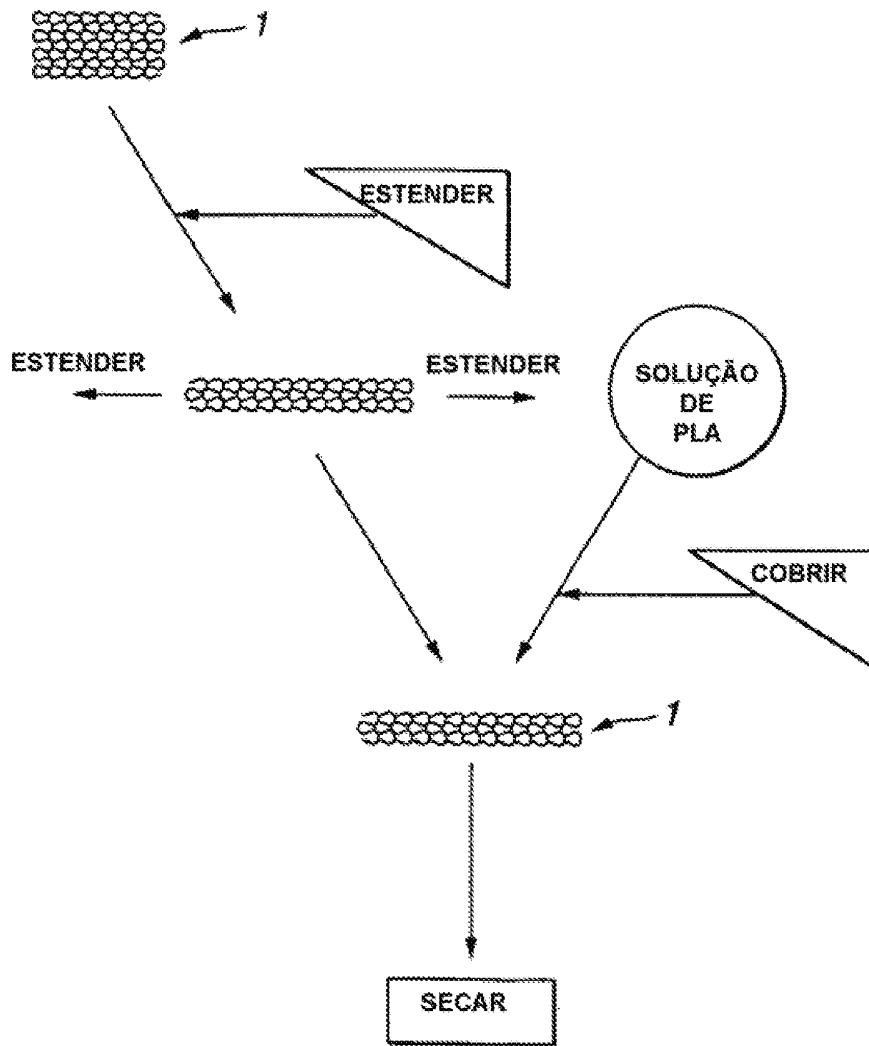 1
ESTENDER
ESTENDER
ESTENDER
SOLUÇÃO
DE
PLA
COBRIR
1
SECAR